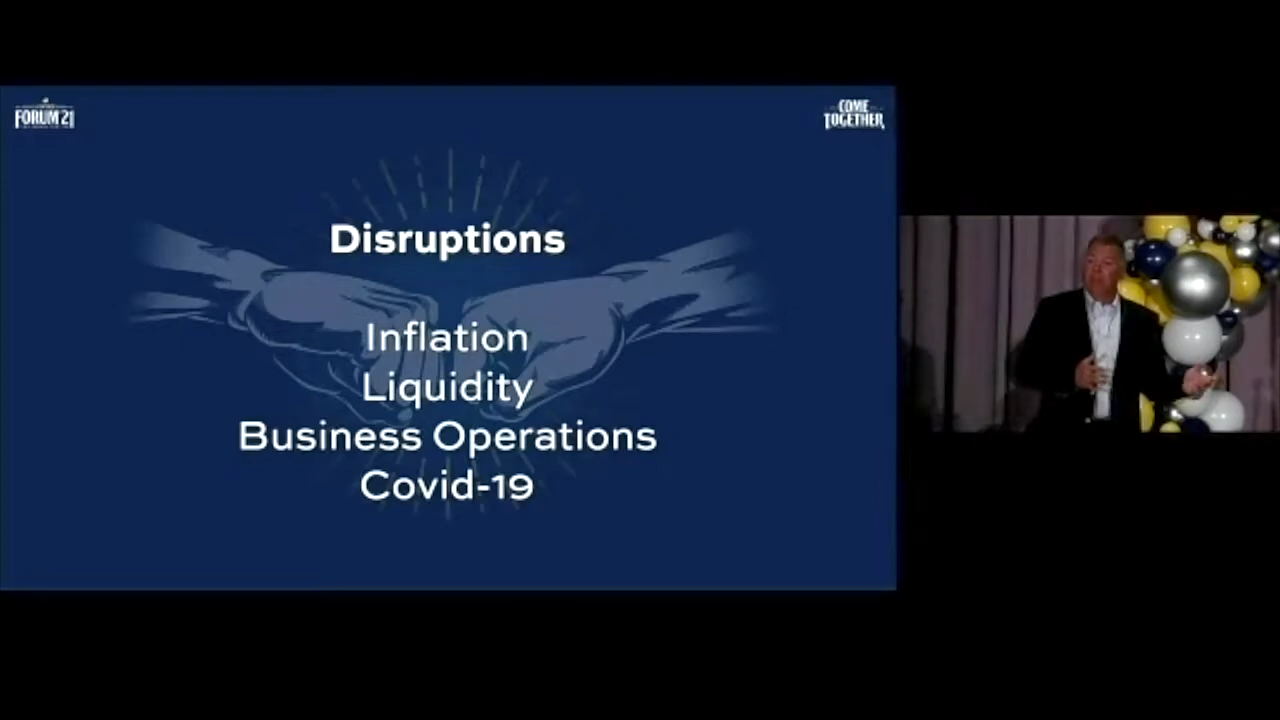 FORUM 21
COME
TOGETHER
Disruptions
Inflation
Liquidity
Business Operations
Covid-19